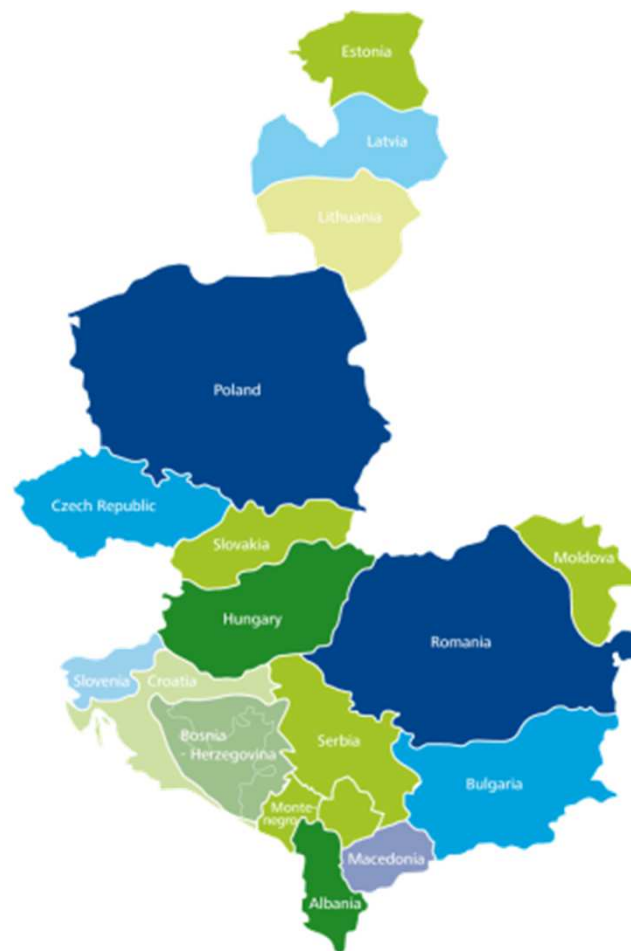 Estonia
Latvia
Lithuania
Poland
Czech Republic
Slovakia
Moldova
Hungary
Romania
Slovenia
Croatia
Bosnia
- Herzegovina
Serbia
Bulgaria
Monte-
negro
Macedonia
Albania